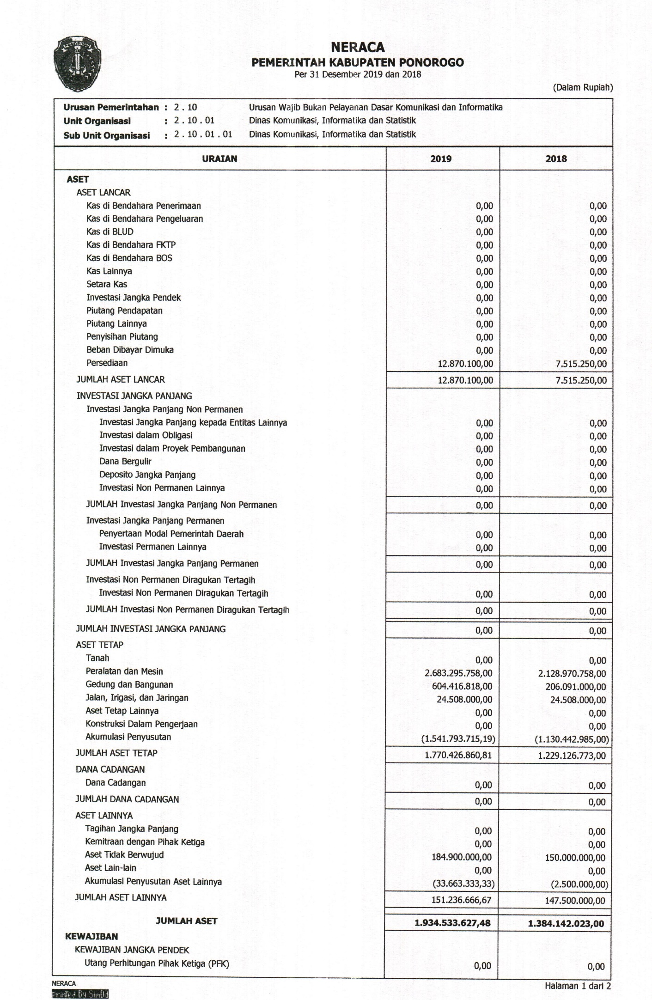 NERACA
PEMERINTAH KABUPATEN PONOROGO
Per 31 Desember 2019 dan 2018
(Dalam Rupiah)
Urusan Pemerintahan : 2 . 10 Urusan Wajib Bukan Pelayanan Dasar Komunikasi dan Informatika
Unit Organisasi : 2 . 10 . 01 Dinas Komunikasi, Informatika dan Statistik
Sub Unit Organisasi : 2 . 10 . 01 . 01 Dinas Komunikasi, Informatika dan Statistik
URAIAN 2019 2018
ASET
ASET LANCAR
Kas di Bendahara Penerimaan 0,00 0,00
Kas di Bendahara Pengeluaran 0,00 0,00
Kas di BLUD 0,00 0,00
Kas di Bendahara FKTP 0,00 0,00
Kas di Bendahara BOS 0,00 0,00
Kas Lainnya 0,00 0,00
Setara Kas 0,00 0,00
Investasi Jangka Pendek 0,00 0,00
Piutang Pendapatan 0,00 0,00
Piutang Lainnya 0,00 0,00
Penyisihan Piutang 0,00 0,00
Beban Dibayar Dimuka 0,00 0,00
Persediaan 12.870.100,00 7.515.250,00
JUMLAH ASET LANCAR 12.870.100,00 7.515.250,00
INVESTASI JANGKA PANJANG
Investasi Jangka Panjang Non Permanen
Investasi Jangka Panjang kepada Entitas Lainnya 0,00 0,00
Investasi dalam Obligasi 0,00 0,00
Investasi dalam Proyek Pembangunan 0,00 0,00
Dana Bergulir 0,00 0,00
Deposito Jangka Panjang 0,00 0,00
Investasi Non Permanen Lainnya 0,00 0,00
JUMLAH Investasi Jangka Panjang Non Permanen 0,00 0,00
Investasi Jangka Panjang Permanen
Penyertaan Modal Pemerintah Daerah 0,00 0,00
Investasi Permanen Lainnya 0,00 0,00
JUMLAH Investasi Jangka Panjang Permanen 0,00 0,00
Investasi Non Permanen Diragukan Tertagih
Investasi Non Permanen Diragukan Tertagih 0,00 0,00
JUMLAH Investasi Non Permanen Diragukan Tertagih 0,00 0,00
JUMLAH INVESTASI JANGKA PANJANG 0,00 0,00
ASET TETAP
Tanah 0,00 0,00
Peralatan dan Mesin 2.683.295.758,00 2.128.970.758,00
Gedung dan Bangunan 604.416.818,00 206.091.000,00
Jalan, Irigasi, dan Jaringan 24.508.000,00 24.508.000,00
Aset Tetap Lainnya 0,00 0,00
Konstruksi Dalam Pengerjaan 0,00 0,00
Akumulasi Penyusutan (1.541.793.715,19) (1.130.442.985,00)
JUMLAH ASET TETAP 1.770.426.860,81 1.229.126.773,00
DANA CADANGAN
Dana Cadangan 0,00 0,00
JUMLAH DANA CADANGAN 0,00 0,00
ASET LAINNYA
Tagihan Jangka Panjang 0,00 0,00
Kemitraan dengan Pihak Ketiga 0,00 0,00
Aset Tidak Berwujud 184.900.000,00 150.000.000,00
Aset Lain-lain 0,00 0,00
Akumulasi Penyusutan Aset Lainnya (33.663.333,33) (2.500.000,00)
JUMLAH ASET LAINNYA 151.236.666,67 147.500.000,00
JUMLAH ASET 1.934.533.627,48 1.384.142.023,00
KEWAJIBAN
KEWAJIBAN JANGKA PENDEK
Utang Perhitungan Pihak Ketiga (PFK) 0,00 0,00
NERACA Halaman 1 dari 2
Printed By